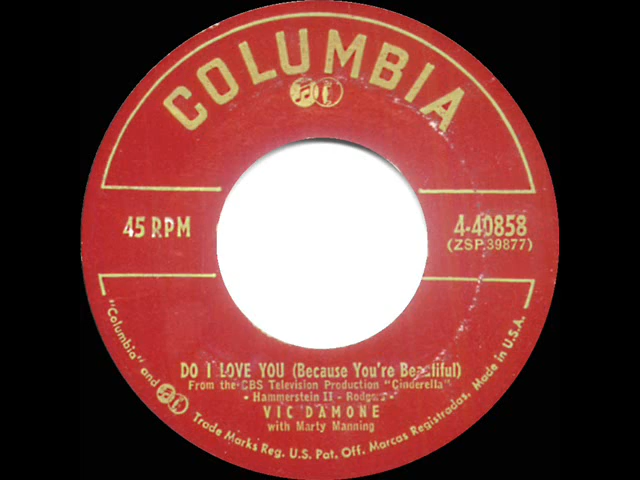 COLUMBIA
45 RPM
4-40858
(ZSP.39877)
DO I LOVE YOU (Because You're Beautiful)
From the CBS Television Production "Cinderella"
• Hammerstein II - Rodgers •
VIC DAMONE
with Marty Manning
"Columbia" and Trade Marks Reg. U.S. Pat. Off. Marcas Registradas, Made in U.S.A.